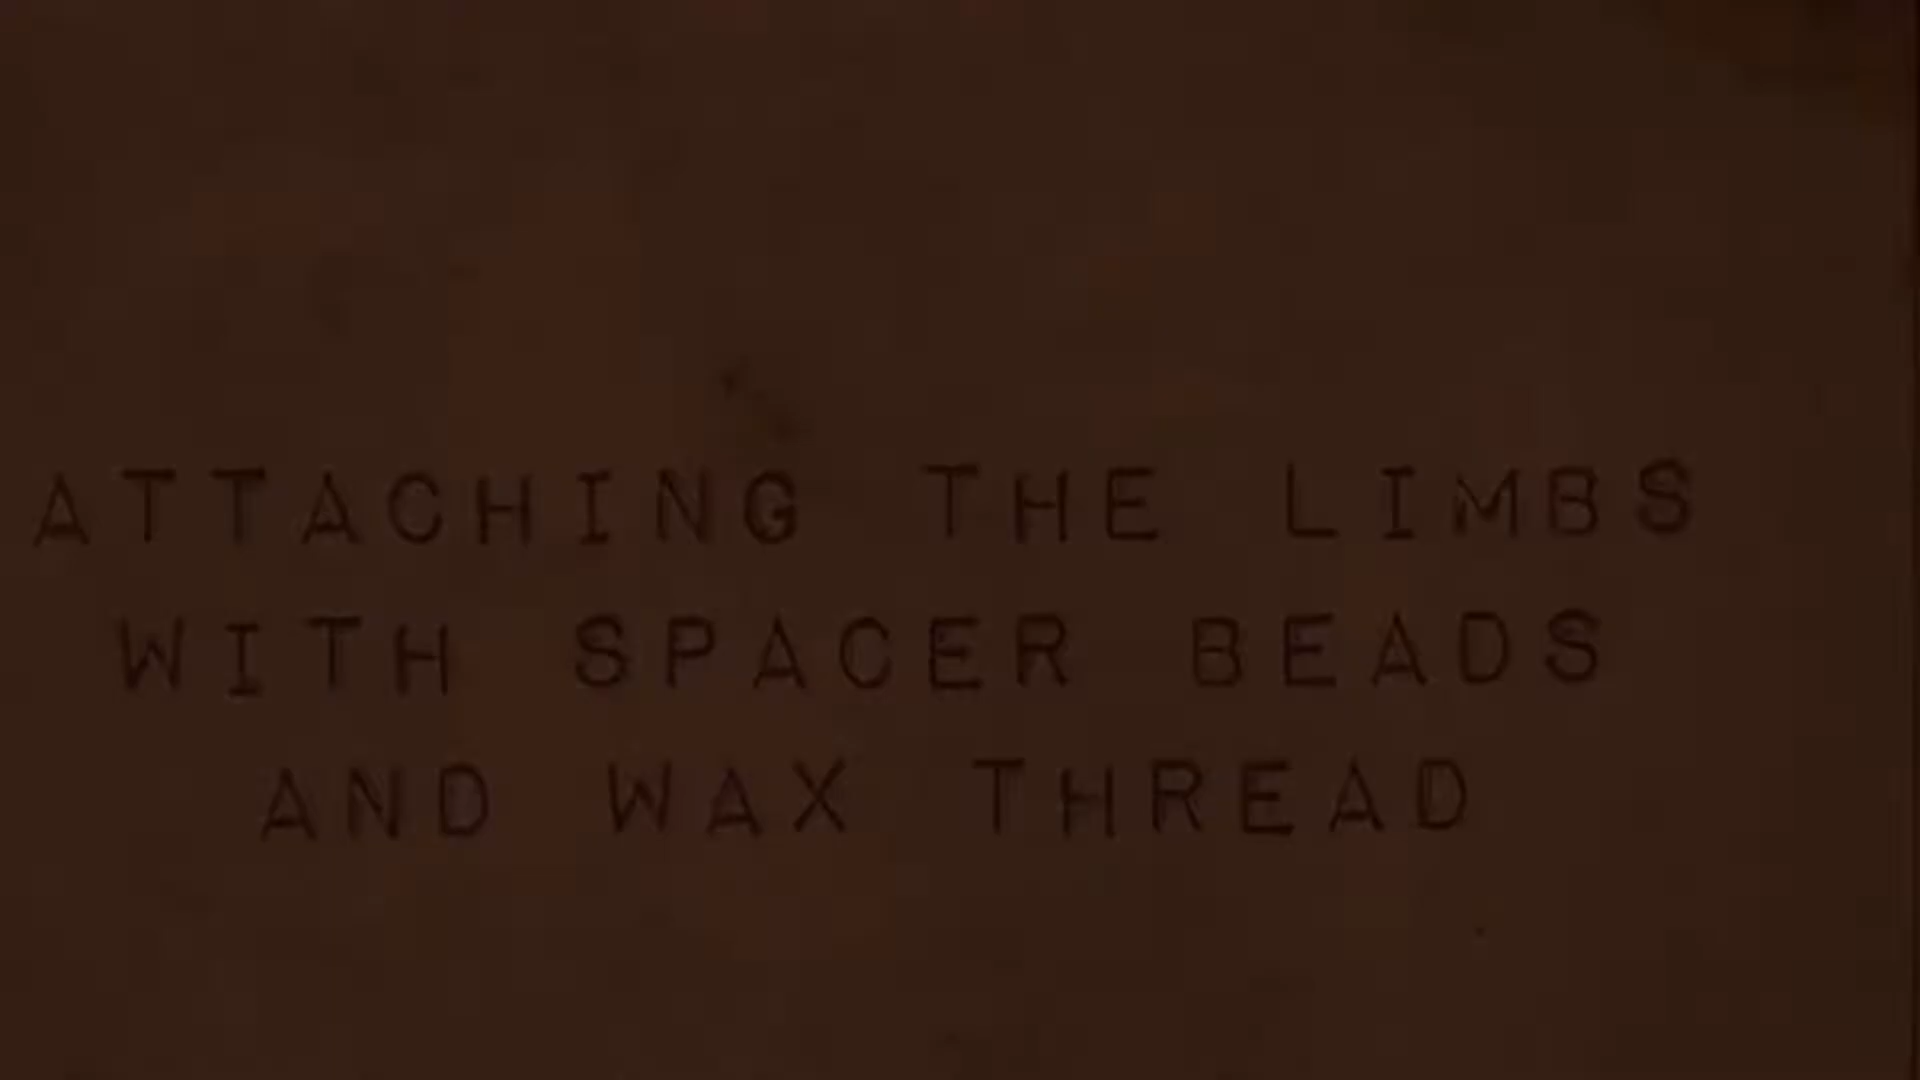 ATTACHING THE LIMBS
WITH SPACER BEADS
AND WAX THREAD